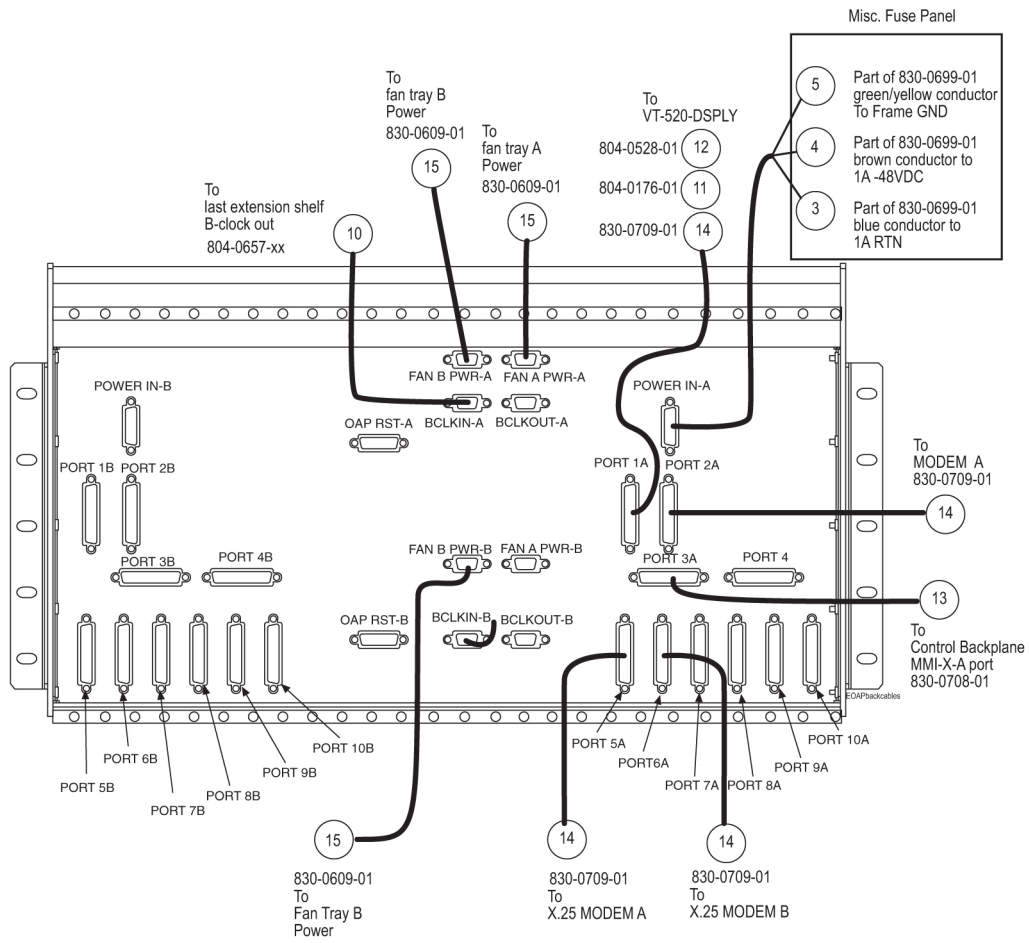 Misc. Fuse Panel
5
Part of 830-0699-01
green/yellow conductor
To Frame GND
4
Part of 830-0699-01
brown conductor to
1A -48VDC
3
Part of 830-0699-01
blue conductor to
1A RTN
To
fan tray B
Power
830-0609-01
15
To
fan tray A
Power
830-0609-01
15
To
VT-520-DSPLY
804-0528-01 12
804-0176-01 11
830-0709-01 14
To
last extension shelf
B-clock out
804-0657-xx
10
FAN B PWR-A
FAN A PWR-A
POWER IN-B
POWER IN-A
OAP RST-A
BCLKIN-A
BCLKOUT-A
PORT 1B
PORT 2B
PORT 1A
PORT 2A
To
MODEM A
830-0709-01
14
FAN B PWR-B
FAN A PWR-B
PORT 3B
PORT 4B
PORT 3A
PORT 4
13
To
Control Backplane
MMI-X-A port
830-0708-01
OAP RST-B
BCLKIN-B
BCLKOUT-B
EOAPbackcables
PORT 5B
PORT 6B
PORT 7B
PORT 8B
PORT 9B
PORT 10B
PORT 5A
PORT6A
PORT 7A
PORT 8A
PORT 9A
PORT 10A
15
830-0609-01
To
Fan Tray B
Power
14
830-0709-01
To
X.25 MODEM A
14
830-0709-01
To
X.25 MODEM B